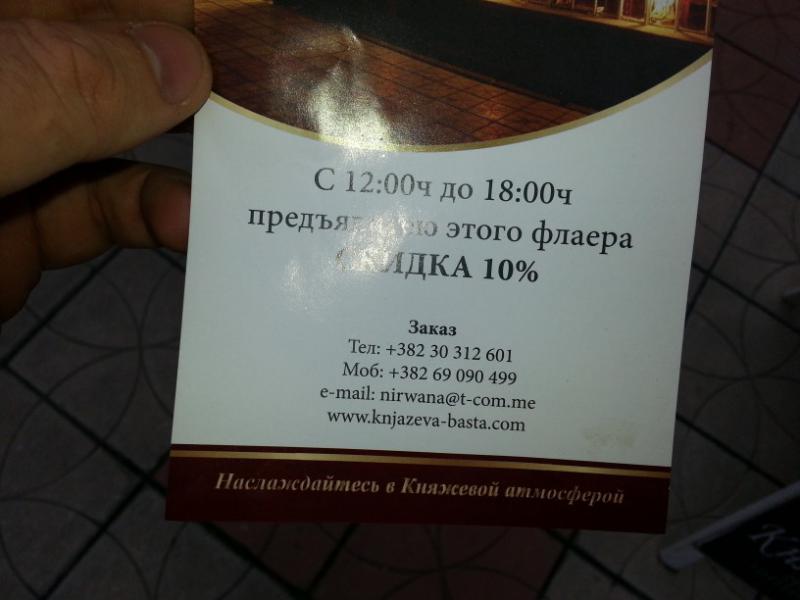 С 12:00ч до 18:00ч
этого флаера
СКИДКА 10%
Заказ
Тел: +382 30 312 601
Моб: +382 69 090 499
e-mail: nirwana@t-com.me
www.knjazeva-basta.com
Наслаждайтесь в Княжевой атмосферой